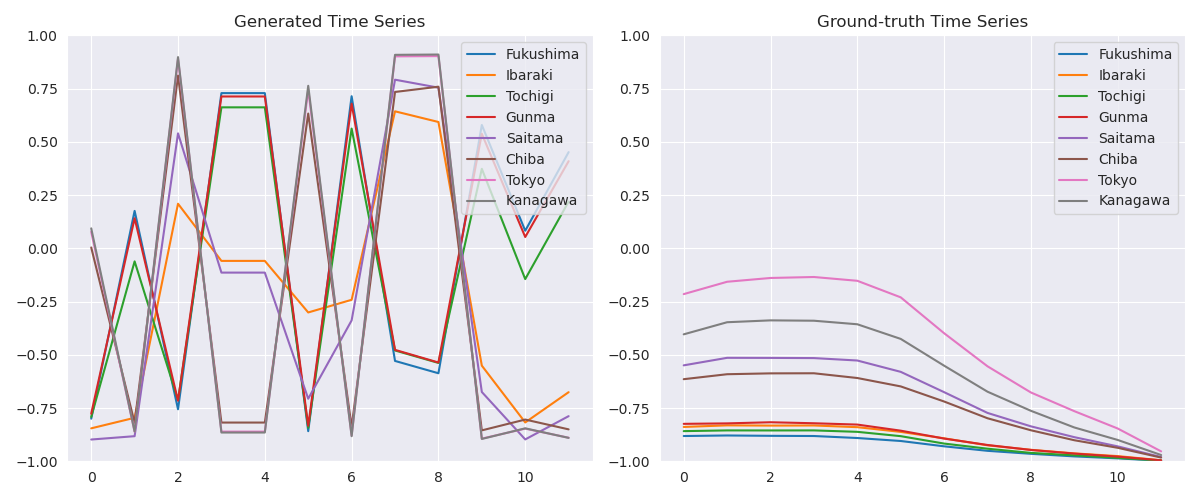 Generated Time Series
1.00
0.75
0.50
0.25
0.00
−0.25
−0.50
−0.75
−1.00
0 2 4 6 8 10
Fukushima
Ibaraki
Tochigi
Gunma
Saitama
Chiba
Tokyo
Kanagawa
Ground-truth Time Series
1.00
0.75
0.50
0.25
0.00
−0.25
−0.50
−0.75
−1.00
0 2 4 6 8 10
Fukushima
Ibaraki
Tochigi
Gunma
Saitama
Chiba
Tokyo
Kanagawa